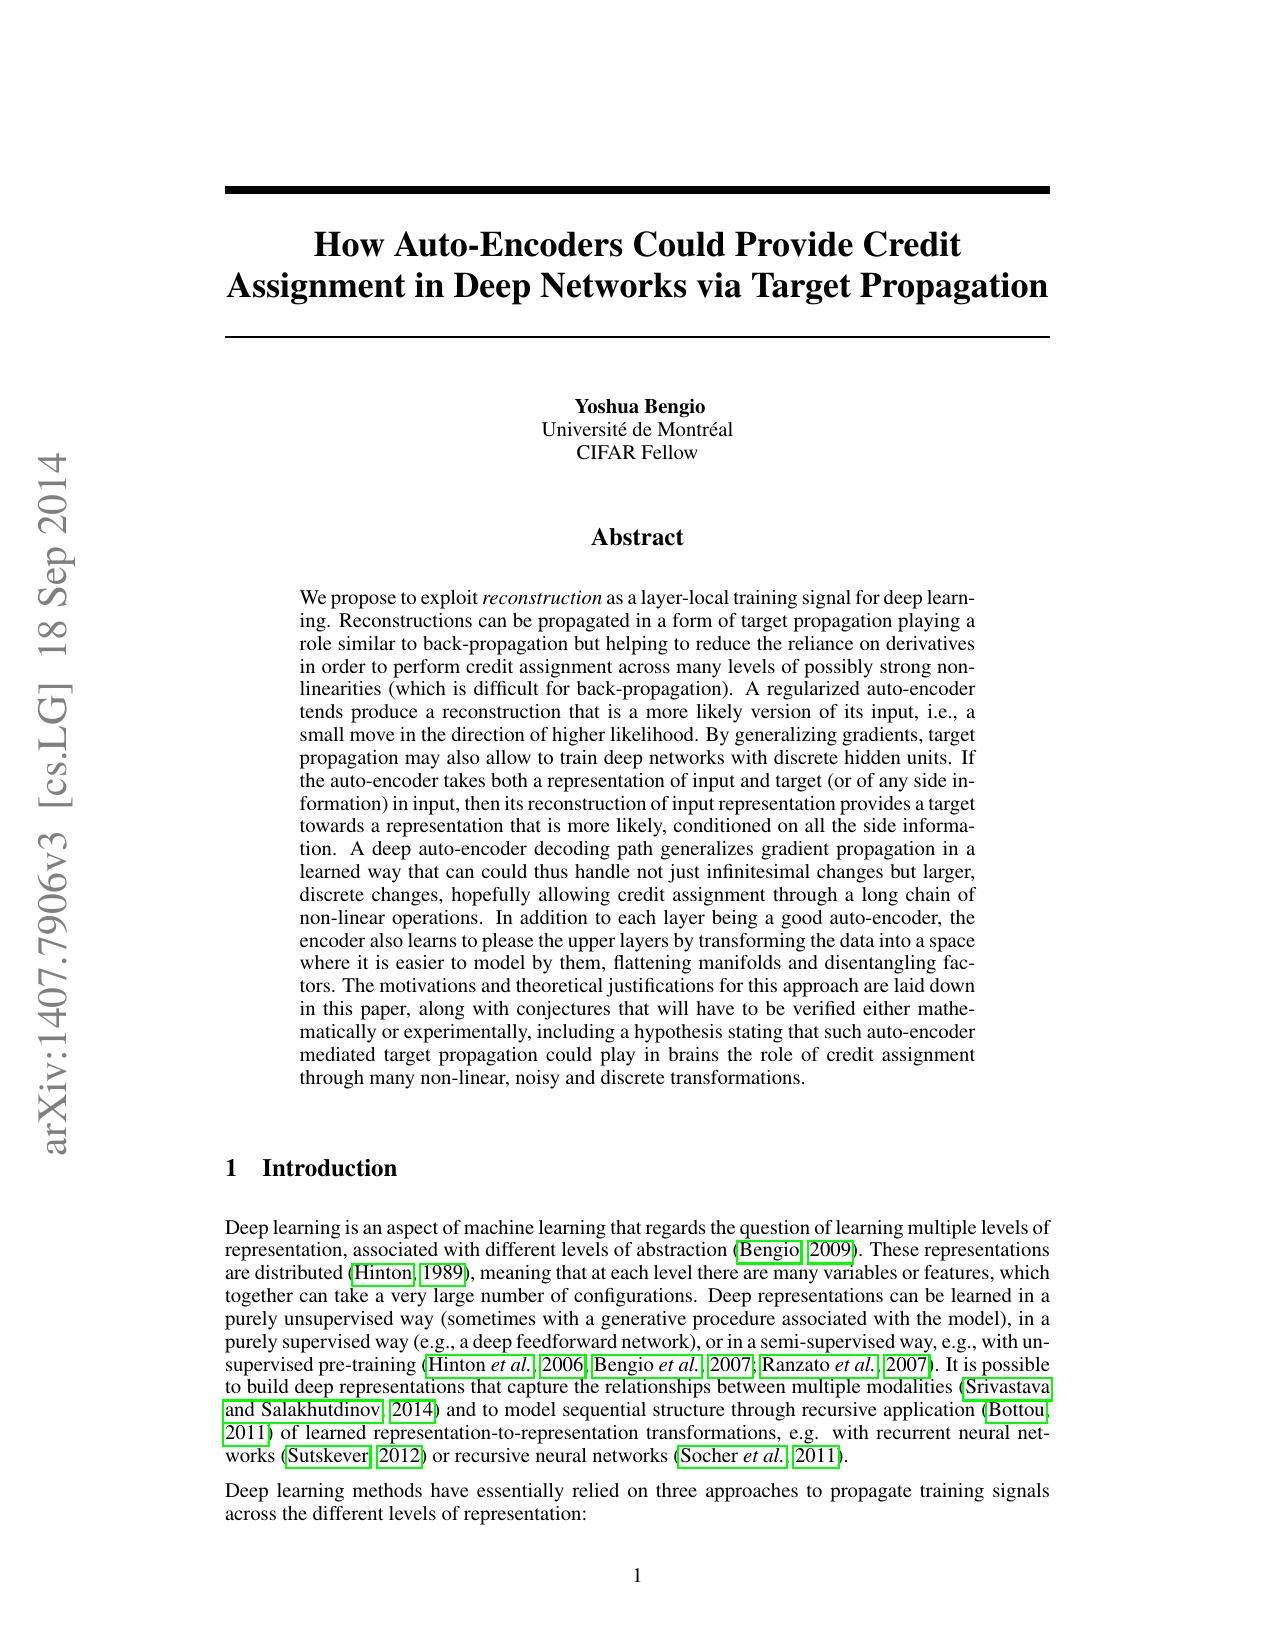 How Auto-Encoders Could Provide Credit
Assignment in Deep Networks via Target Propagation
Yoshua Bengio
Université de Montréal
CIFAR Fellow
Abstract
We propose to exploit reconstruction as a layer-local training signal for deep learn-
ing. Reconstructions can be propagated in a form of target propagation playing a
role similar to back-propagation but helping to reduce the reliance on derivatives
in order to perform credit assignment across many levels of possibly strong non-
linearities (which is difficult for back-propagation). A regularized auto-encoder
tends produce a reconstruction that is a more likely version of its input, i.e., a
small move in the direction of higher likelihood. By generalizing gradients, target
propagation may also allow to train deep networks with discrete hidden units. If
the auto-encoder takes both a representation of input and target (or of any side in-
formation) in input, then its reconstruction of input representation provides a target
towards a representation that is more likely, conditioned on all the side informa-
tion. A deep auto-encoder decoding path generalizes gradient propagation in a
learned way that can could thus handle not just infinitesimal changes but larger,
discrete changes, hopefully allowing credit assignment through a long chain of
non-linear operations. In addition to each layer being a good auto-encoder, the
encoder also learns to please the upper layers by transforming the data into a space
where it is easier to model by them, flattening manifolds and disentangling fac-
tors. The motivations and theoretical justifications for this approach are laid down
in this paper, along with conjectures that will have to be verified either mathe-
matically or experimentally, including a hypothesis stating that such auto-encoder
mediated target propagation could play in brains the role of credit assignment
through many non-linear, noisy and discrete transformations.
arXiv:1407.7906v3 [cs.LG] 18 Sep 2014
1 Introduction
Deep learning is an aspect of machine learning that regards the question of learning multiple levels of
representation, associated with different levels of abstraction (Bengio, 2009). These representations
are distributed (Hinton, 1989), meaning that at each level there are many variables or features, which
together can take a very large number of configurations. Deep representations can be learned in a
purely unsupervised way (sometimes with a generative procedure associated with the model), in a
purely supervised way (e.g., a deep feedforward network), or in a semi-supervised way, e.g., with un-
supervised pre-training (Hinton et al., 2006; Bengio et al., 2007; Ranzato et al., 2007). It is possible
to build deep representations that capture the relationships between multiple modalities (Srivastava
and Salakhutdinov, 2014) and to model sequential structure through recursive application (Bottou,
2011) of learned representation-to-representation transformations, e.g. with recurrent neural net-
works (Sutskever, 2012) or recursive neural networks (Socher et al., 2011).
Deep learning methods have essentially relied on three approaches to propagate training signals
across the different levels of representation:
1